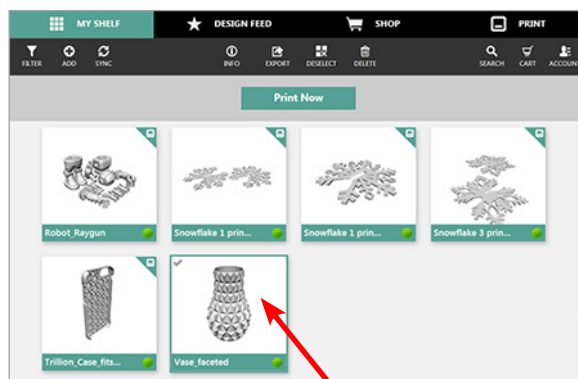 MY SHELF DESIGN FEED SHOP PRINT
FILTER ADD SYNC INFO EXPORT DESELECT DELETE SEARCH CART ACCOUN
Print Now
Robot_Raygun Snowflake 1 prin... Snowflake 1 prin... Snowflake 3 prin...
Trillion_Case_fits... Vase_faceted